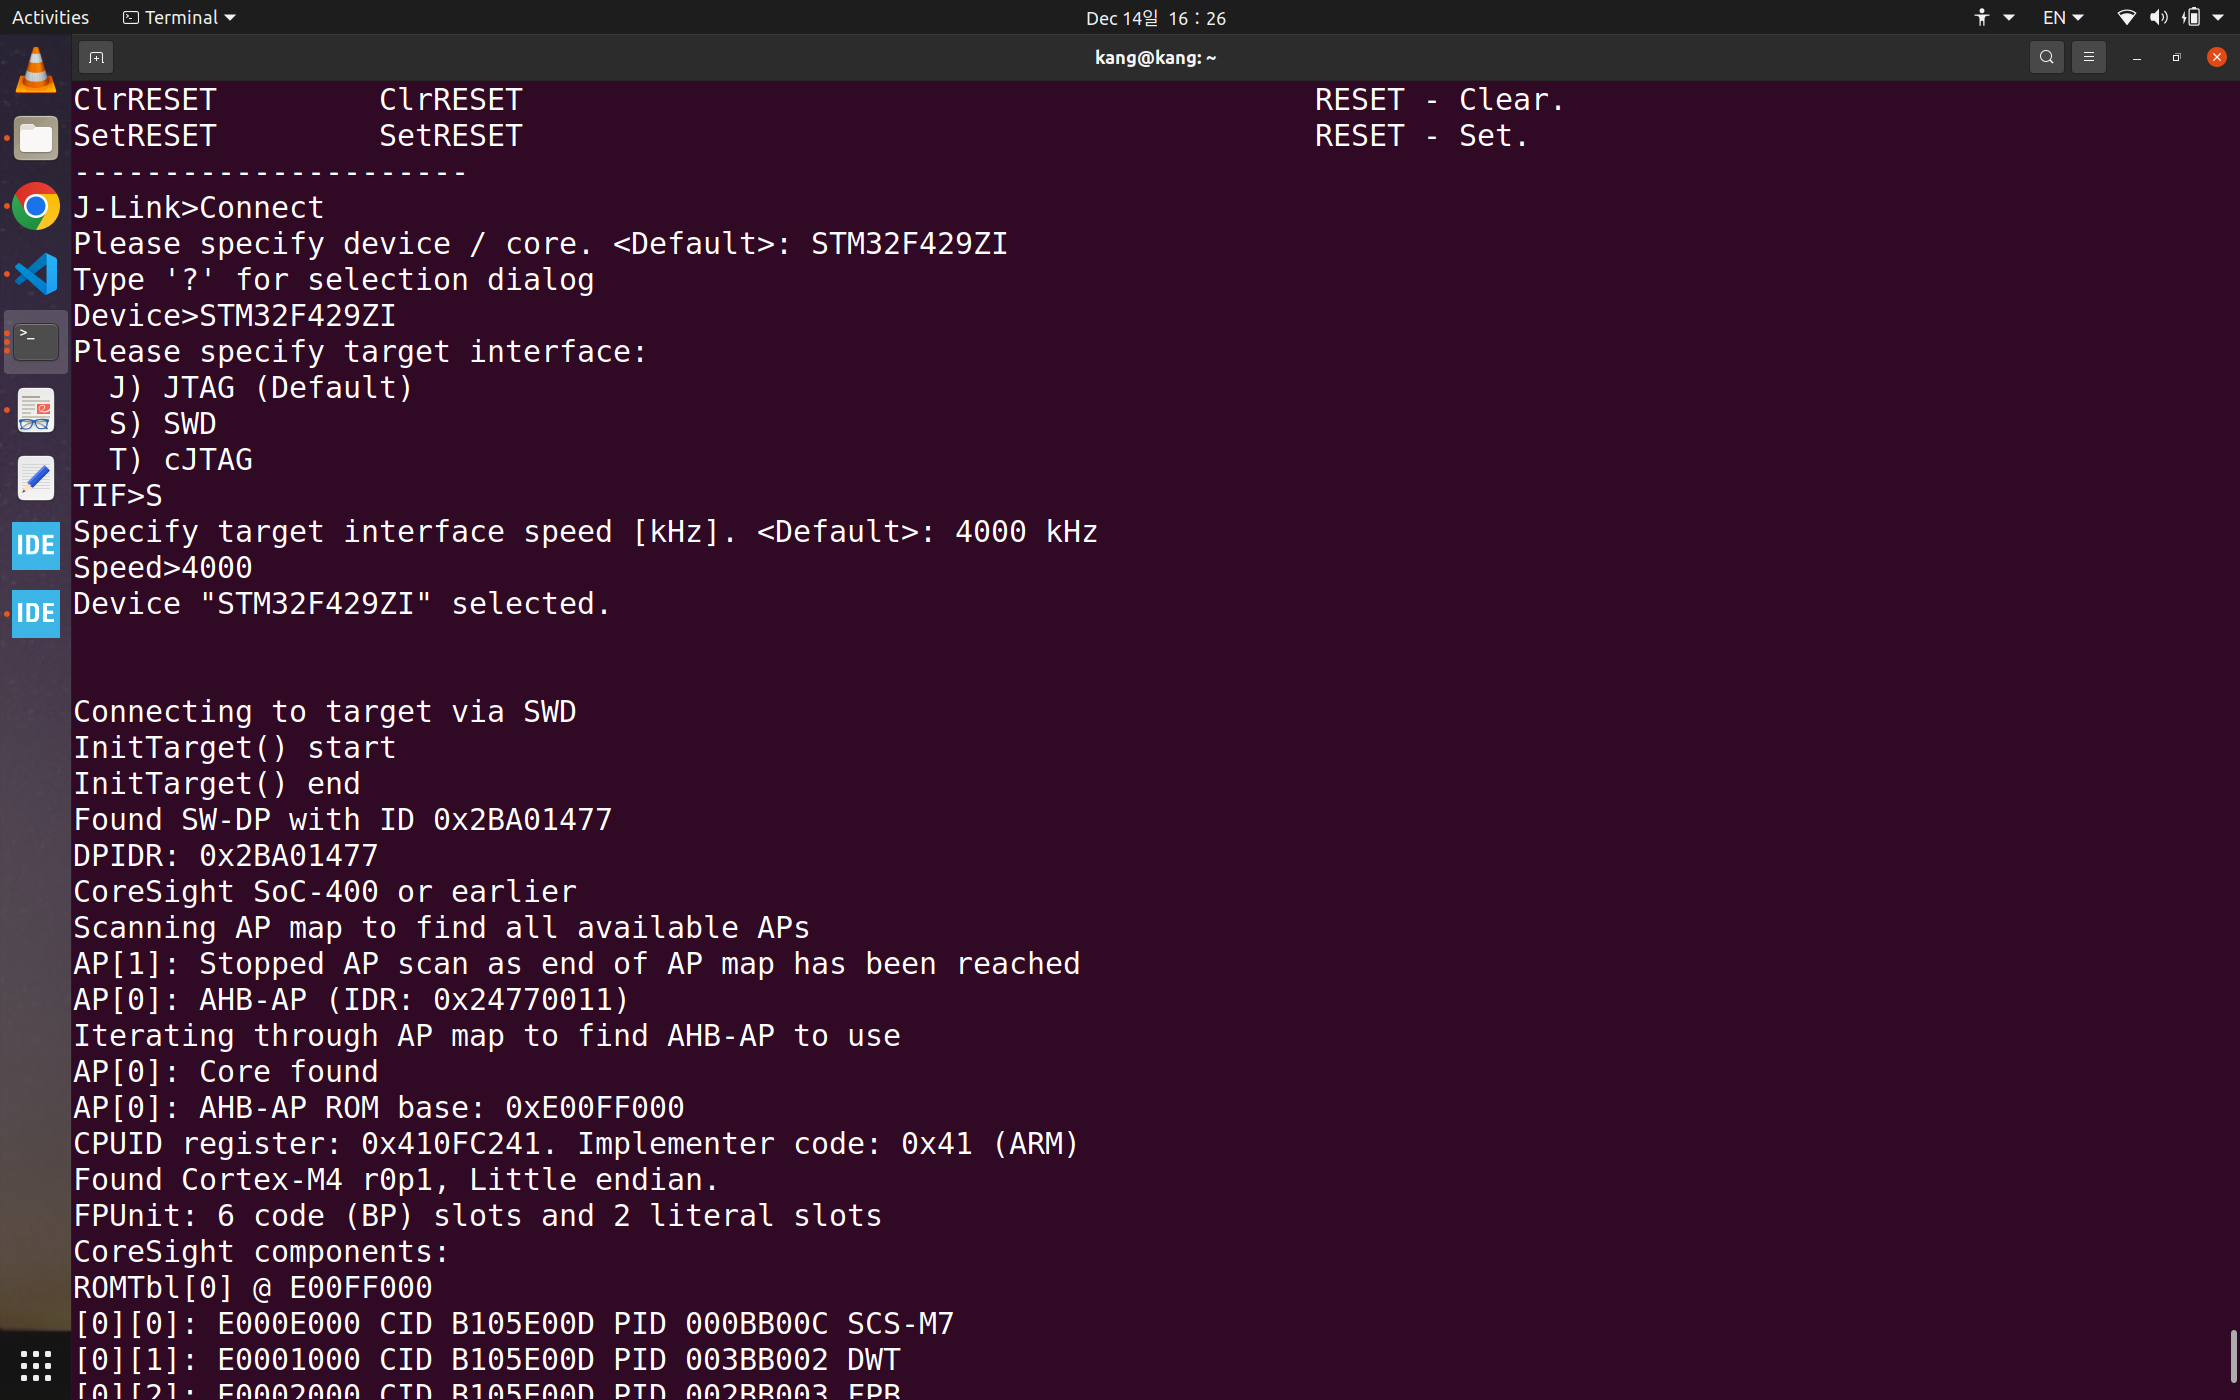 Activities Terminal Dec 14일 16：26 EN
kang@kang: ~
ClrRESET ClrRESET RESET - Clear.
SetRESET SetRESET RESET - Set.
----------------------
J-Link>Connect
Please specify device / core. <Default>: STM32F429ZI
Type '?' for selection dialog
Device>STM32F429ZI
Please specify target interface:
J) JTAG (Default)
S) SWD
T) cJTAG
TIF>S
Specify target interface speed [kHz]. <Default>: 4000 kHz
Speed>4000
Device "STM32F429ZI" selected.
Connecting to target via SWD
InitTarget() start
InitTarget() end
Found SW-DP with ID 0x2BA01477
DPIDR: 0x2BA01477
CoreSight SoC-400 or earlier
Scanning AP map to find all available APs
AP[1]: Stopped AP scan as end of AP map has been reached
AP[0]: AHB-AP (IDR: 0x24770011)
Iterating through AP map to find AHB-AP to use
AP[0]: Core found
AP[0]: AHB-AP ROM base: 0xE00FF000
CPUID register: 0x410FC241. Implementer code: 0x41 (ARM)
Found Cortex-M4 r0p1, Little endian.
FPUnit: 6 code (BP) slots and 2 literal slots
CoreSight components:
ROMTbl[0] @ E00FF000
[0][0]: E000E000 CID B105E00D PID 000BB00C SCS-M7
[0][1]: E0001000 CID B105E00D PID 003BB002 DWT
[0][2]: E0002000 CID B105E00D PID 002BB003 FPB
IDE
IDE